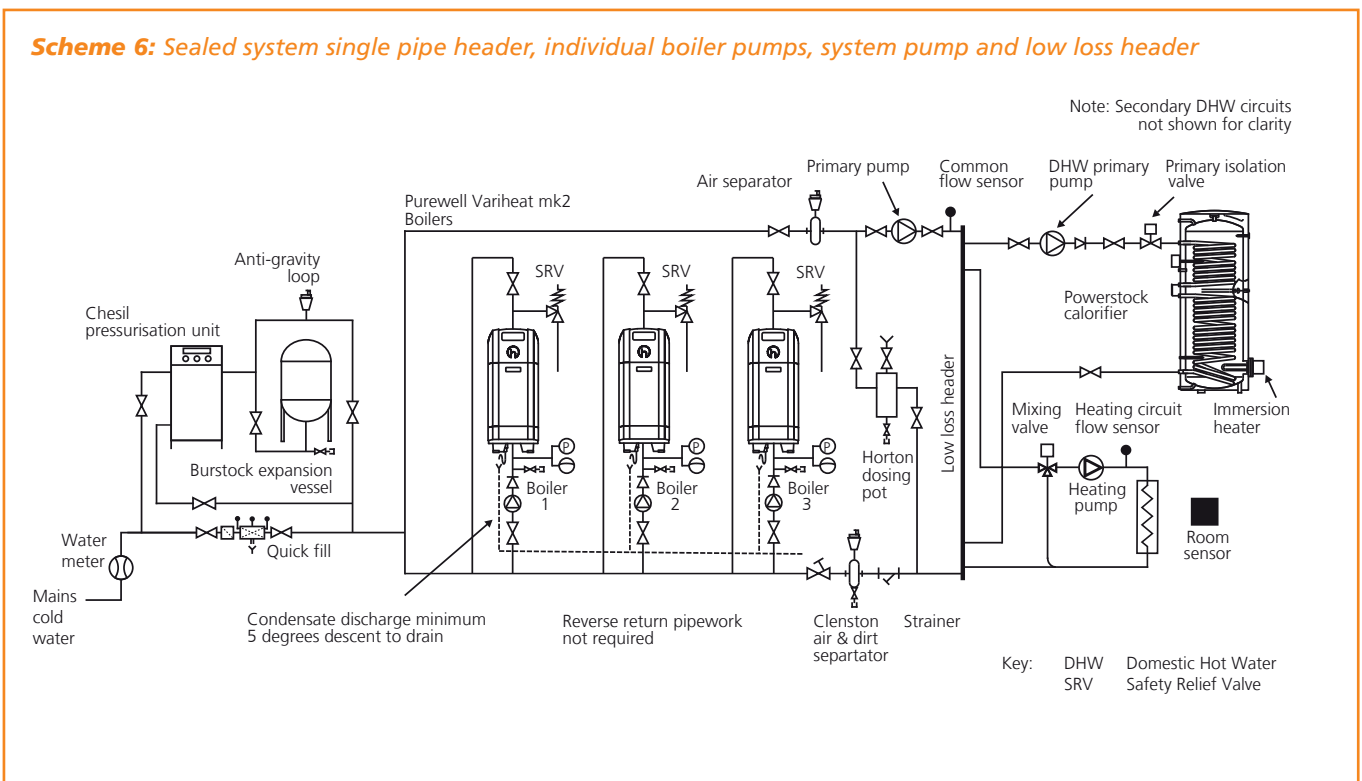 Scheme 6: Sealed system single pipe header, individual boiler pumps, system pump and low loss header
Note: Secondary DHW circuits
not shown for clarity
Air separator
Primary pump
Common
flow sensor
DHW primary
pump
Primary isolation
valve
Purewell Variheat mk2
Boilers
Anti-gravity
loop
SRV
SRV
SRV
Chesil
pressurisation unit
Powerstock
calorifier
Low loss header
Mixing
valve
Heating circuit
flow sensor
Immersion
heater
P
P
P
Burstock expansion
vessel
Boiler
1
Boiler
2
Boiler
3
Horton
dosing
pot
Heating
pump
Water
meter
Quick fill
Room
sensor
Mains
cold
water
Condensate discharge minimum
5 degrees descent to drain
Reverse return pipework
not required
Clenston
air & dirt
separtator
Strainer
Key: DHW Domestic Hot Water
SRV Safety Relief Valve